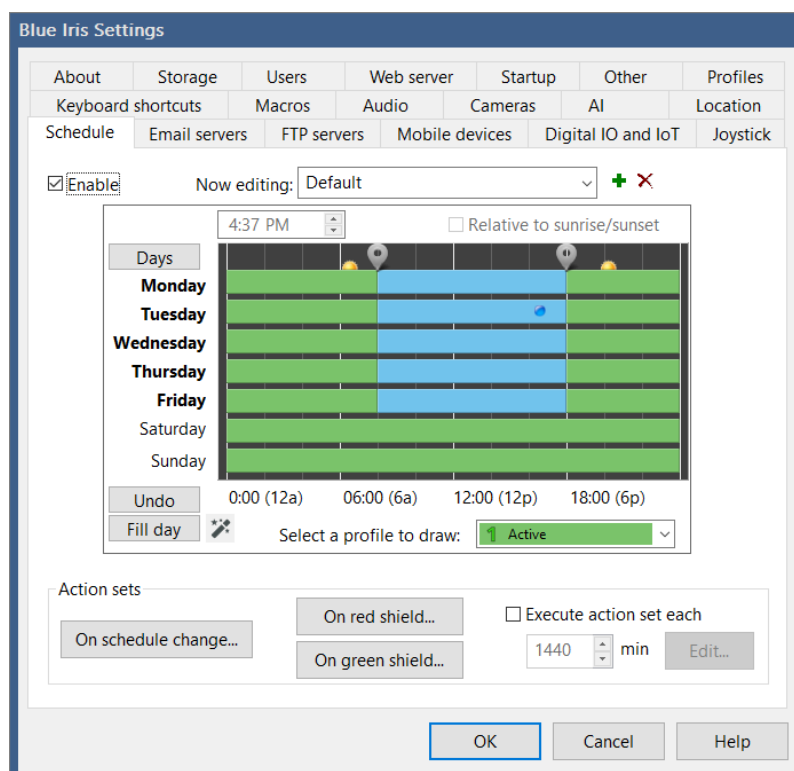 Blue Iris Settings
About Storage Users Web server Startup Other Profiles
Keyboard shortcuts Macros Audio Cameras AI Location
Schedule Email servers FTP servers Mobile devices Digital IO and IoT Joystick
Enable Now editing: Default
4:37 PM Relative to sunrise/sunset
Days
Monday
Tuesday
Wednesday
Thursday
Friday
Saturday
Sunday
Undo 0:00 (12a) 06:00 (6a) 12:00 (12p) 18:00 (6p)
Fill day Select a profile to draw: 1 Active
Action sets
On schedule change... On red shield... Execute action set each
On green shield... 1440 min Edit...
OK Cancel Help